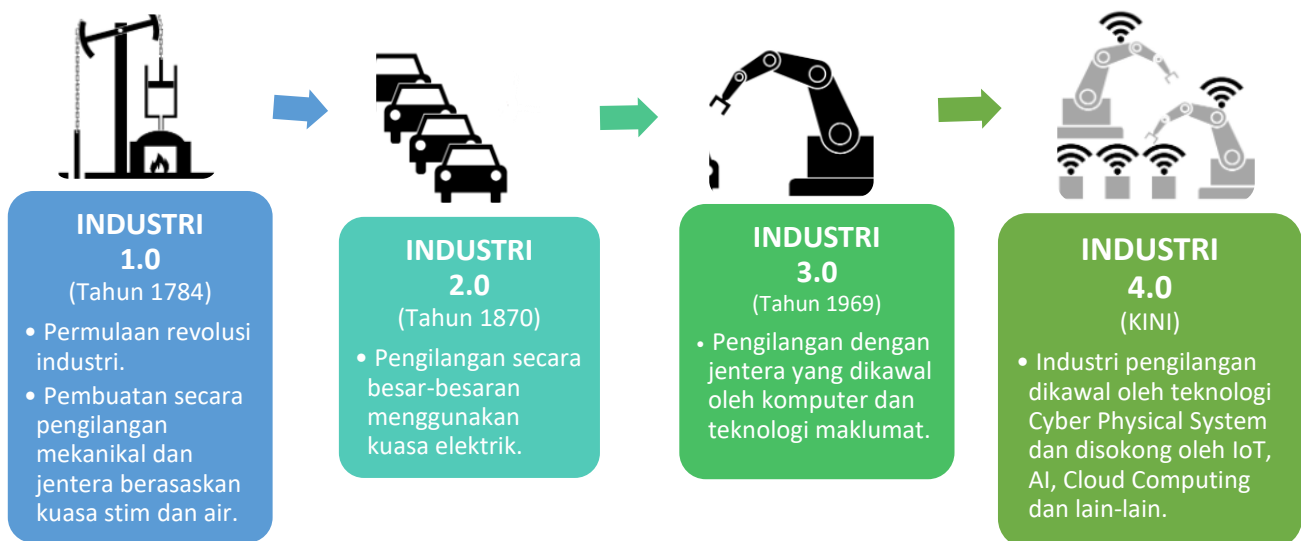 INDUSTRI
1.0
(Tahun 1784)
• Permulaan revolusi
industri.
• Pembuatan secara
pengilangan
mekanikal dan
jentera berasaskan
kuasa stim dan air.
INDUSTRI
2.0
(Tahun 1870)
• Pengilangan secara
besar-besaran
menggunakan
kuasa elektrik.
INDUSTRI
3.0
(Tahun 1969)
• Pengilangan dengan
jentera yang dikawal
oleh komputer dan
teknologi maklumat.
INDUSTRI
4.0
(KINI)
• Industri pengilangan
dikawal oleh teknologi
Cyber Physical System
dan disokong oleh IoT,
AI, Cloud Computing
dan lain-lain.